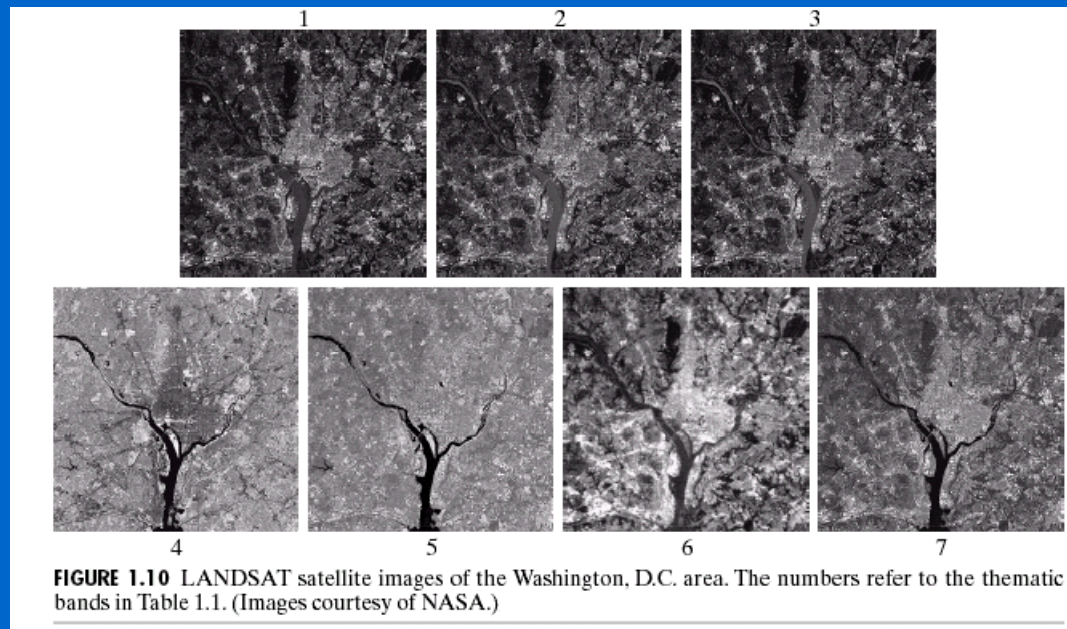 1 2 3
4 5 6 7
FIGURE 1.10 LANDSAT satellite images of the Washington, D.C. area. The numbers refer to the thematic
bands in Table 1.1. (Images courtesy of NASA.)